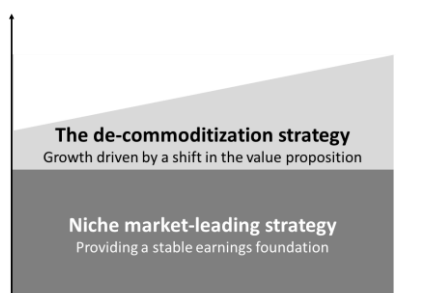 The de-commoditization strategy
Growth driven by a shift in the value proposition
Niche market-leading strategy
Providing a stable earnings foundation